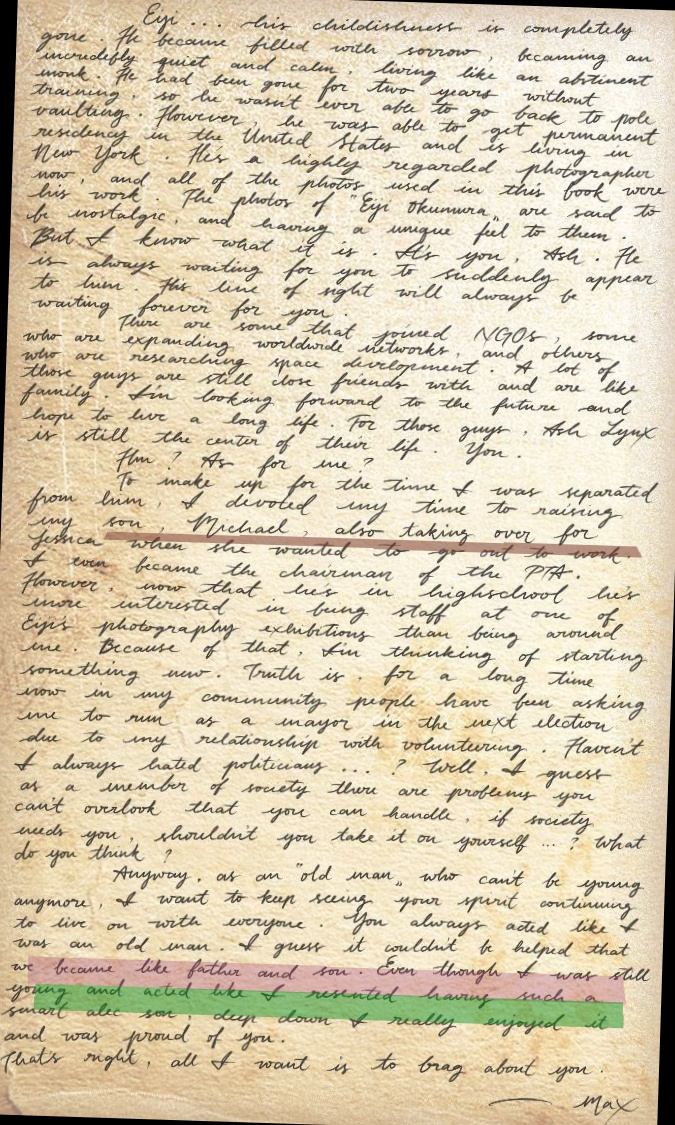 Eiji ... his childishness is completely
gone. He became filled with sorrow, becoming an
incredebly quiet and calm, living like an abstinent
monk. He had been gone for two years without
training, so he wasn't ever able to go back to pole
vaulting. However, he was able to get permanent
residency in the United States and is living in
New York. He's a highly regarded photographer
now, and all of the photos used in this book were
his work. The photos of "Eiji Okumura" are said to
be nostalgic, and having a unique feel to them.
But I know what it is. It's you, Ash. He
is always waiting for you to suddenly appear
to him. His line of sight will always be
waiting forever for you.
There are some that joined NGOs, some
who are expanding worldwide networks, and others
who are researching space development. A lot of
those guys are still close friends with and are like
family. I'm looking forward to the future and
hope to live a long life. For those guys, Ash Lynx
is still the center of their life. You.
Hm? As for me?
To make up for the time I was separated
from him, I devoted my time to raising
my son, Michael, also taking over for
Jessica when she wanted to go out to work.
I even became the chairman of the PTA.
However, now that he's in highschool he's
more interested in being staff at one of
Eiji's photography exhibitions than being around
me. Because of that, I'm thinking of starting
something new. Truth is, for a long time
now in my community people have been asking
me to run as a mayor in the next election
due to my relationship with volunteering. Haven't
I always hated politicians ... ? Well, I guess
as a member of society there are problems you
can't overlook that you can handle, if society
needs you, shouldn't you take it on yourself ... ? What
do you think?
Anyway, as an "old man" who can't be young
anymore, I want to keep seeing your spirit continuing
to live on with everyone. You always acted like I
was an old man. I guess it couldn't be helped that
we became like father and son. Even though I was still
young and acted like I resented having such a
smart alec son, deep down I really enjoyed it
and was proud of you.
That's right, all I want is to brag about you.
— Max